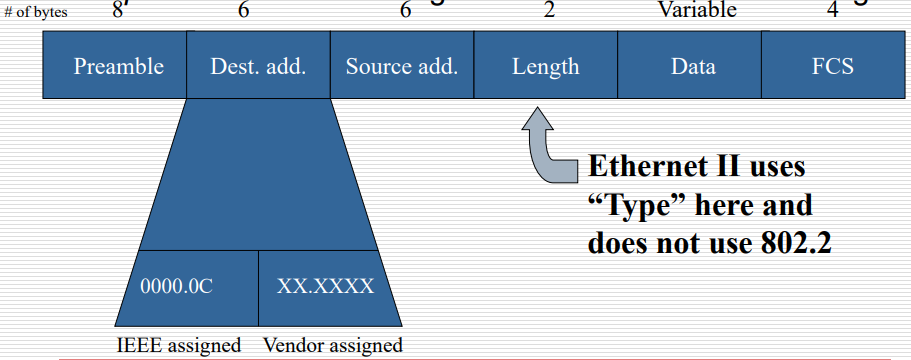 # of bytes 8 6 6 2 Variable 4
Preamble Dest. add. Source add. Length Data FCS
Ethernet II uses
“Type” here and
does not use 802.2
0000.0C XX.XXXX
IEEE assigned Vendor assigned